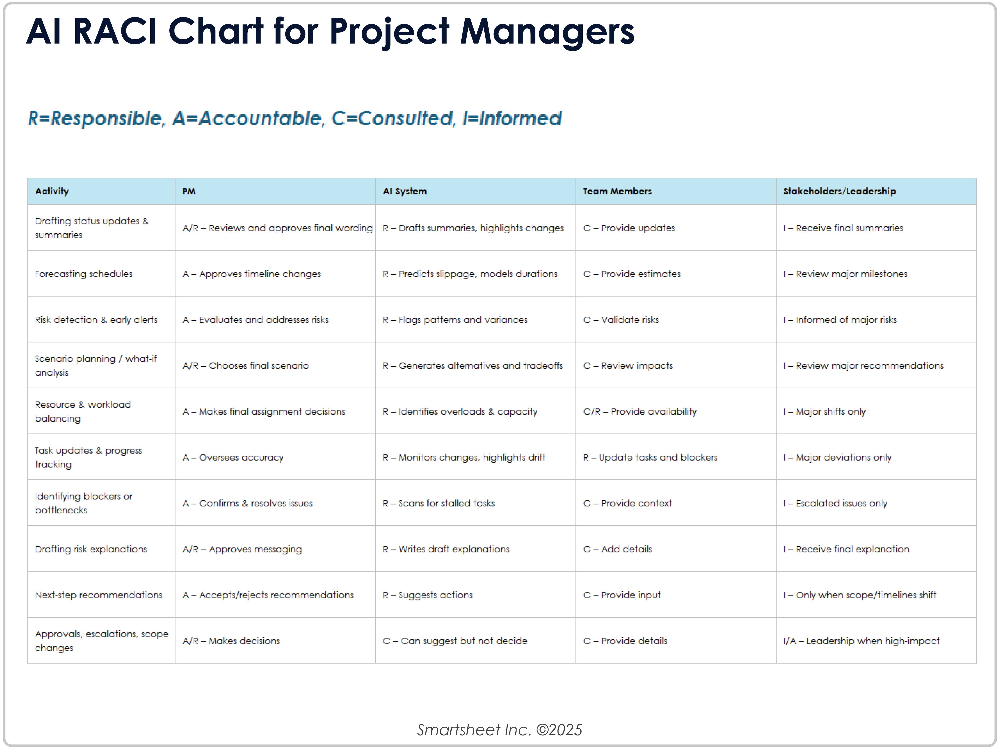 AI RACI Chart for Project Managers
R=Responsible, A=Accountable, C=Consulted, I=Informed
Activity PM AI System Team Members Stakeholders/Leadership
Drafting status updates &
summaries
A/R – Reviews and approves final wording R – Drafts summaries, highlights changes C – Provide updates I – Receive final summaries
Forecasting schedules A – Approves timeline changes R – Predicts slippage, models durations C – Provide estimates I – Review major milestones
Risk detection & early alerts A – Evaluates and addresses risks R – Flags patterns and variances C – Validate risks I – Informed of major risks
Scenario planning / what-if
analysis
A/R – Chooses final scenario R – Generates alternatives and tradeoffs C – Review impacts I – Review major recommendations
Resource & workload
balancing
A – Makes final assignment decisions R – Identifies overloads & capacity C/R – Provide availability I – Major shifts only
Task updates & progress
tracking
A – Oversees accuracy R – Monitors changes, highlights drift R – Update tasks and blockers I – Major deviations only
Identifying blockers or
bottlenecks
A – Confirms & resolves issues R – Scans for stalled tasks C – Provide context I – Escalated issues only
Drafting risk explanations A/R – Approves messaging R – Writes draft explanations C – Add details I – Receive final explanation
Next-step recommendations A – Accepts/rejects recommendations R – Suggests actions C – Provide input I – Only when scope/timelines shift
Approvals, escalations, scope
changes
A/R – Makes decisions C – Can suggest but not decide C – Provide details I/A – Leadership when high-impact
Smartsheet Inc. ©2025